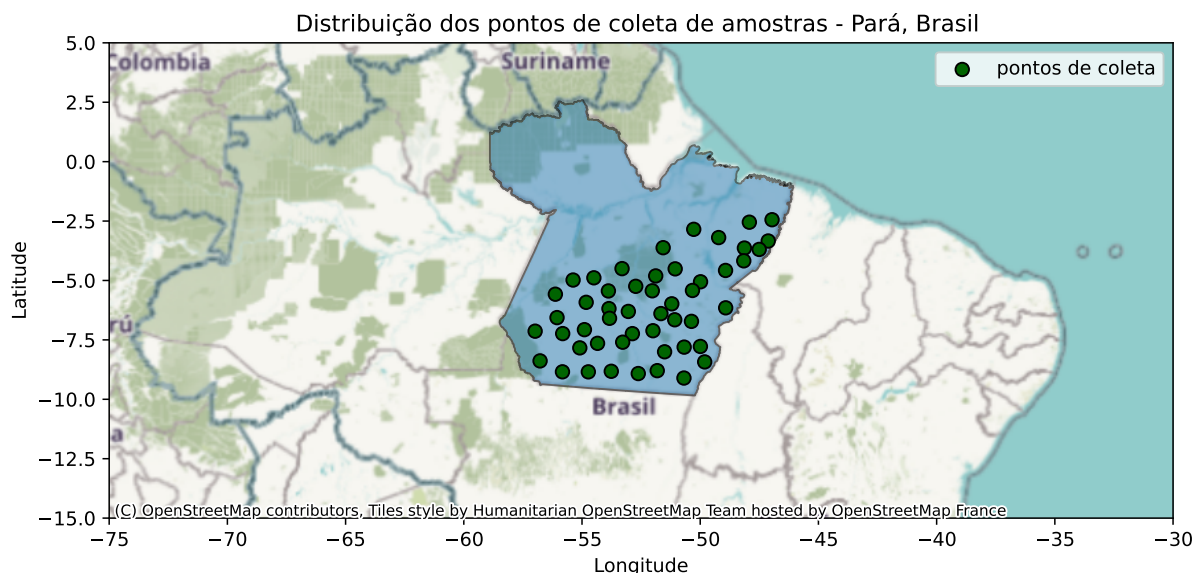 Distribuição dos pontos de coleta de amostras - Pará, Brasil
5.0
2.5
0.0
−2.5
−5.0
−7.5
−10.0
−12.5
−15.0
Latitude
Colombia
Suriname
pontos de coleta
rú
Brasil
a
(C) OpenStreetMap contributors, Tiles style by Humanitarian OpenStreetMap Team hosted by OpenStreetMap France
−75
−70
−65
−60
−55
−50
−45
−40
−35
−30
Longitude